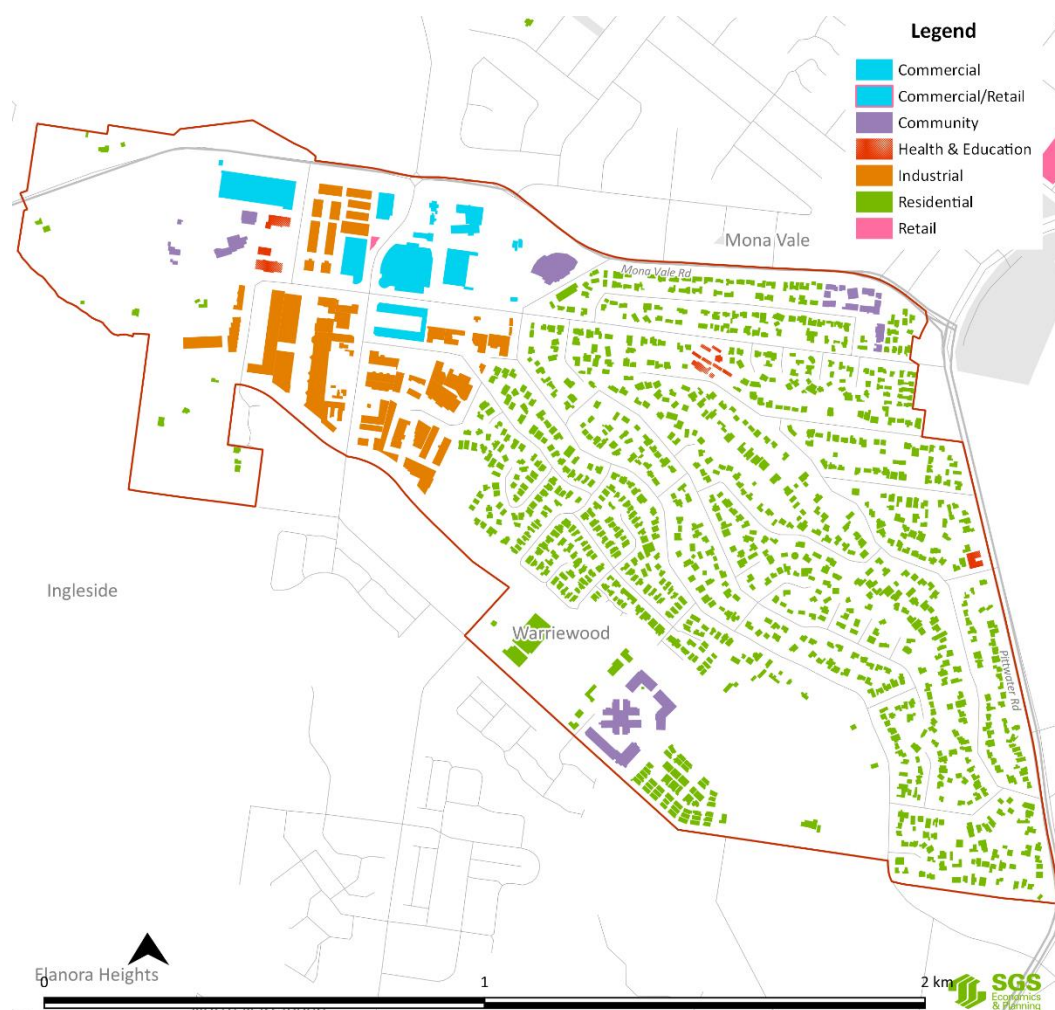 Legend
Commercial
Commercial/Retail
Community
Health & Education
Industrial
Residential
Retail
Mona Vale
Mona Vale Rd
Ingleside
Warriewood
Pittwater Rd
Elanora Heights
0
1
2 km
SGS
Economics
& Planning